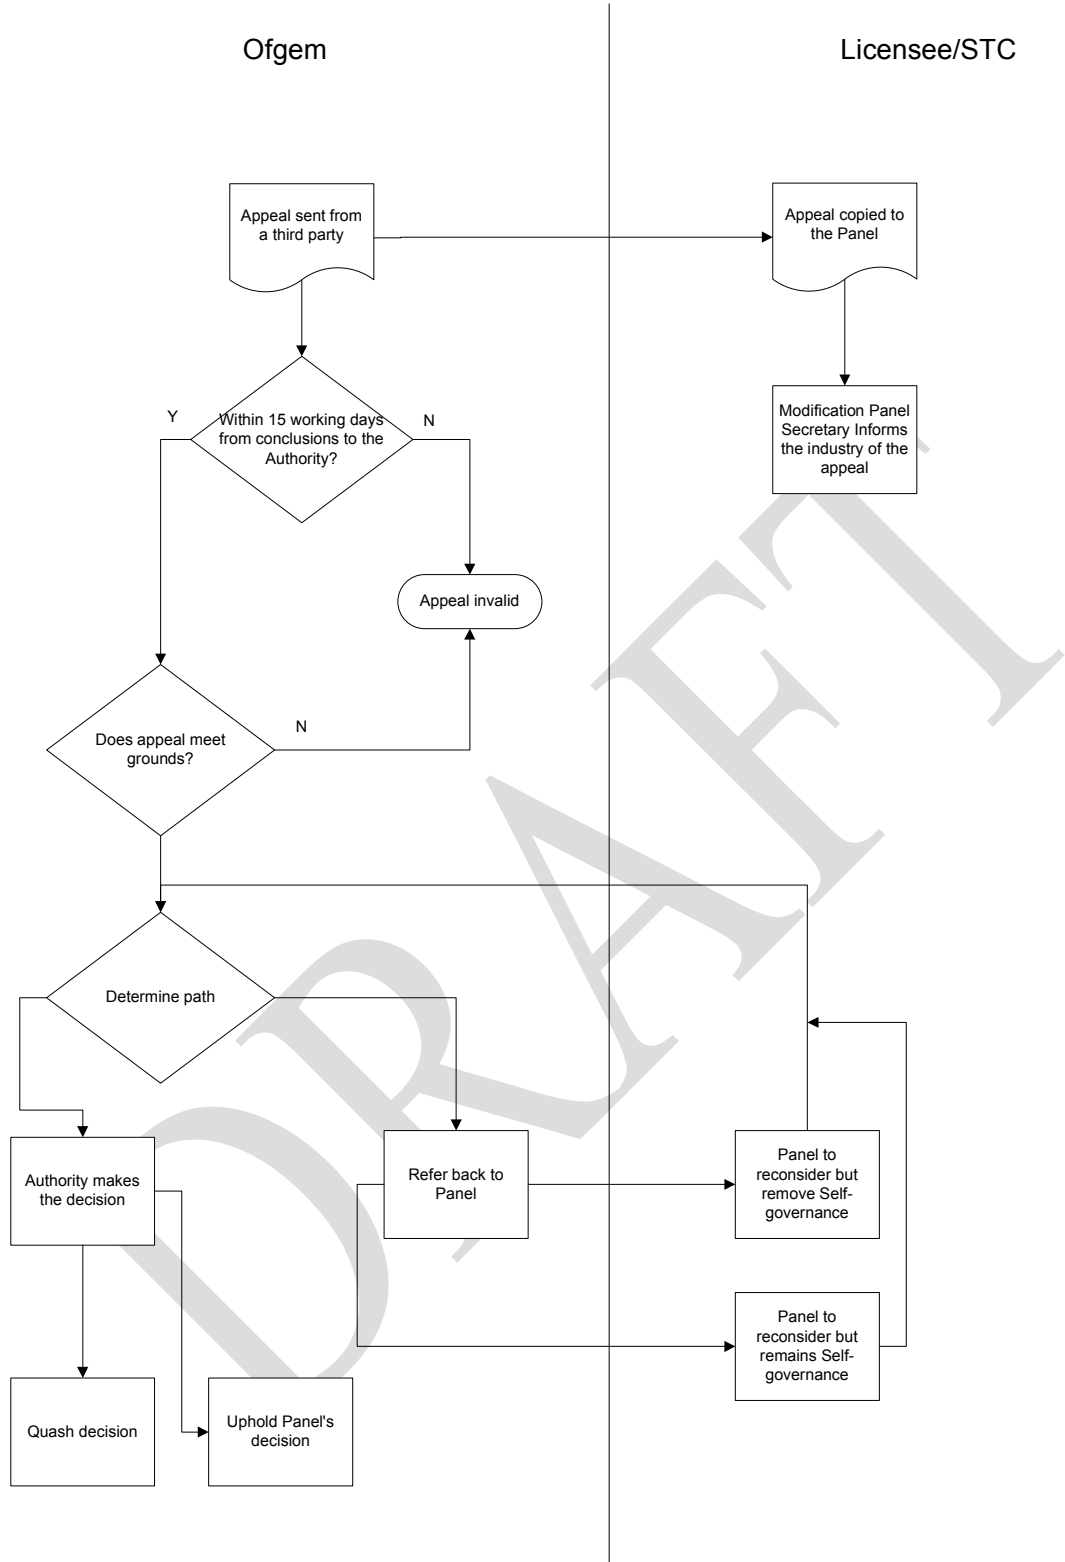 Ofgem
Licensee/STC
Appeal sent from
a third party
Appeal copied to
the Panel
Y
Within 15 working days
from conclusions to the
Authority?
N
Modification Panel
Secretary Informs
the industry of the
appeal
Appeal invalid
Does appeal meet
grounds?
N
Determine path
Authority makes
the decision
Refer back to
Panel
Panel to
reconsider but
remove Self-
governance
Panel to
reconsider but
remains Self-
governance
Quash decision
Uphold Panel's
decision
DRAFT